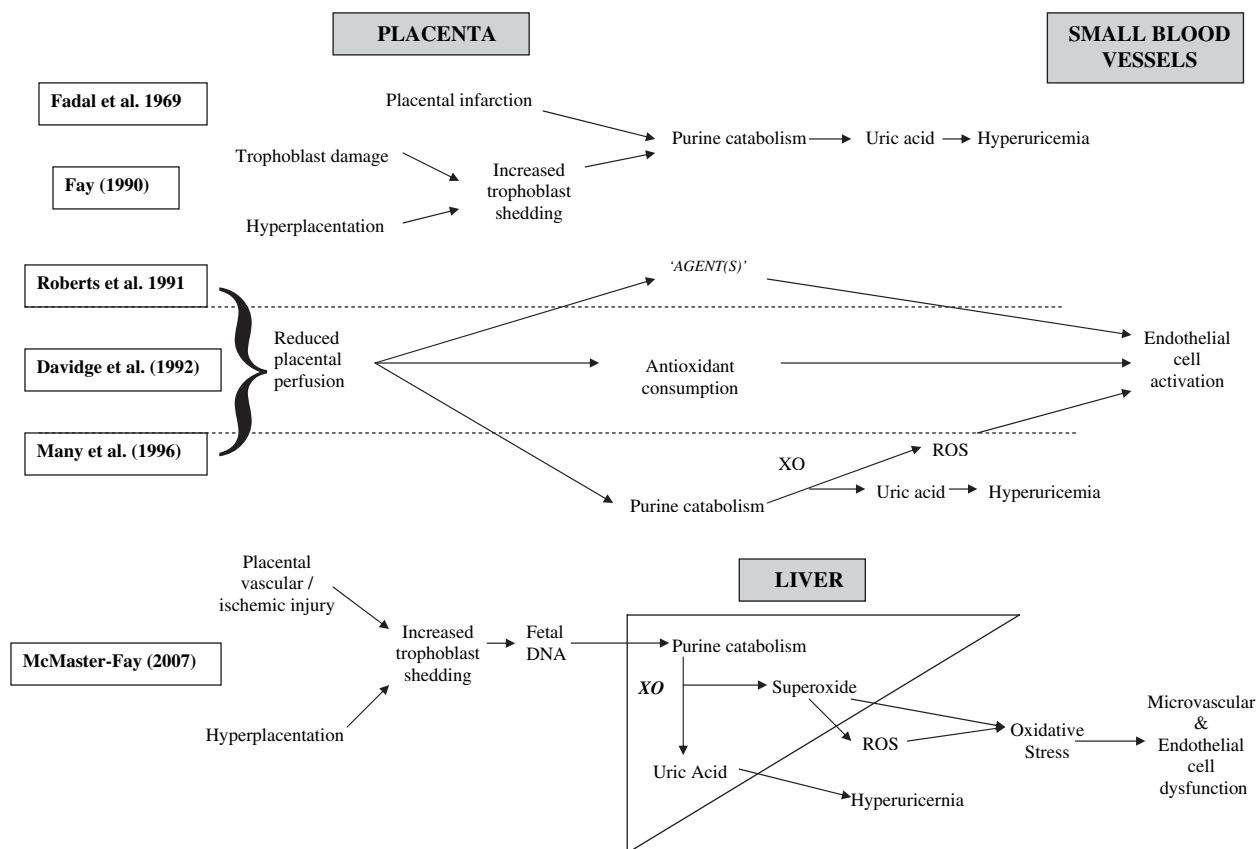 PLACENTA
SMALL BLOOD
VESSELS
Fadal et al. 1969
Placental infarction
Purine catabolism
Uric acid
Hyperuricemia
Trophoblast damage
Fay (1990)
Increased
trophoblast
shedding
Hyperplacentation
Roberts et al. 1991
‘AGENT(S)’
Davidge et al. (1992)
Reduced
placental
perfusion
Antioxidant
consumption
Endothelial
cell
activation
Many et al. (1996)
XO
ROS
Purine catabolism
Uric acid
Hyperuricemia
Placental
vascular /
ischemic injury
LIVER
McMaster-Fay (2007)
Increased
trophoblast
shedding
Fetal
DNA
Purine catabolism
XO
Superoxide
Hyperplacentation
ROS
Oxidative
Stress
Microvascular
&
Endothelial
cell
dysfunction
Uric Acid
Hyperuricernia